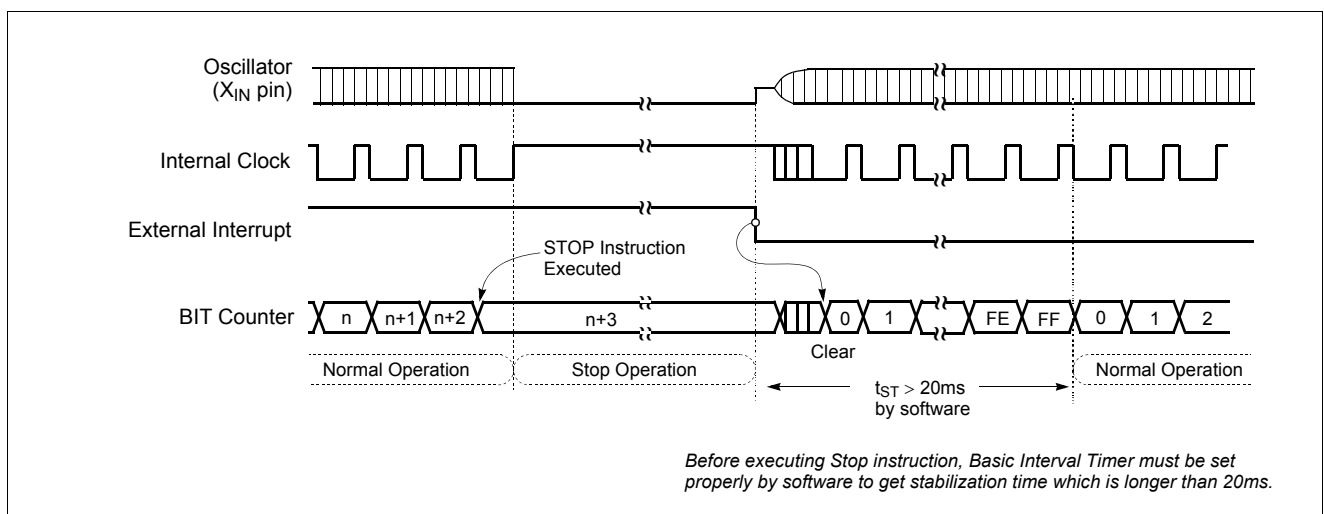 Oscillator
(XIN pin)
Internal Clock
External Interrupt
STOP Instruction
Executed
BIT Counter
n
n+1
n+2
n+3
0
1
FE
FF
0
1
2
Clear
Normal Operation
Stop Operation
tST > 20ms
by software
Normal Operation
Before executing Stop instruction, Basic Interval Timer must be set
properly by software to get stabilization time which is longer than 20ms.